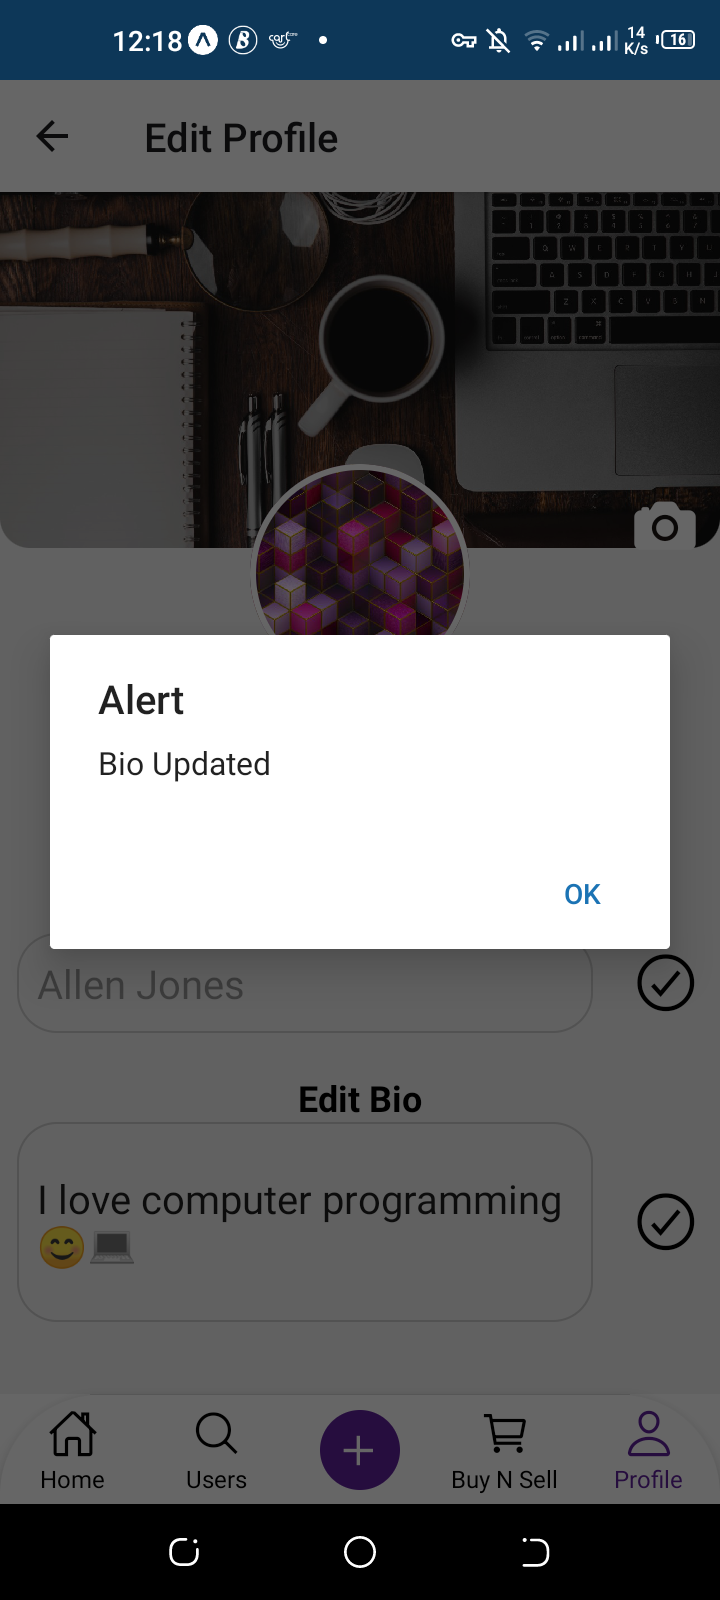 12:18
14
K/s
16
Edit Profile
Alert
Bio Updated
OK
Allen Jones
Edit Bio
I love computer programming
😊💻
Home
Users
Buy N Sell
Profile